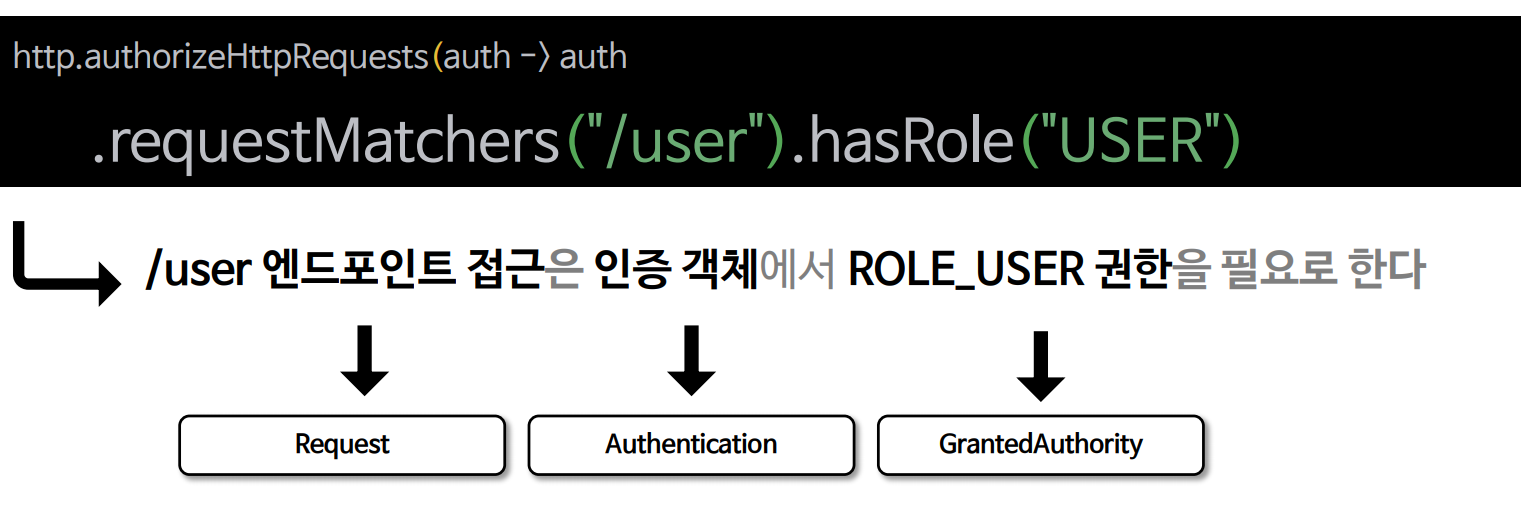 http.authorizeHttpRequests(auth -> auth
.requestMatchers("/user").hasRole("USER")
/user 엔드포인트 접근은 인증 객체에서 ROLE_USER 권한을 필요로 한다
Request
Authentication
GrantedAuthority